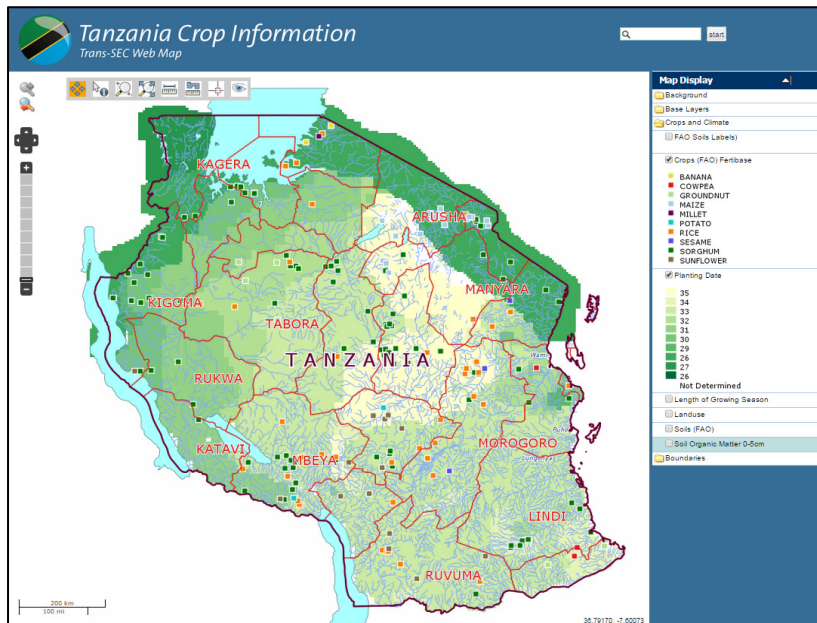 Tanzania Crop Information
Trans-SEC Web Map
start
Map Display
Background
Base Layers
Crops and Climate
FAO Soils Labels)
Crops (FAO) Fertibase
BANANA
COWPEA
GROUNDNUT
MAIZE
MILLET
POTATO
RICE
SESAME
SORGHUM
SUNFLOWER
Planting Date
35
34
33
32
31
30
29
26
27
26
Not Determined
Length of Growing Season
Landuse
Soils (FAO)
Soil Organic Matter 0-5cm
Boundaries
KAGERA
ARUSHA
MANYARA
KIGOMA
TABORA
TANZANIA
Wami
RUKWA
KATAVI
MBEYA
MOROGORO
LINDI
RUVUMA
200 km
100 mi
36.79170, -7.60073